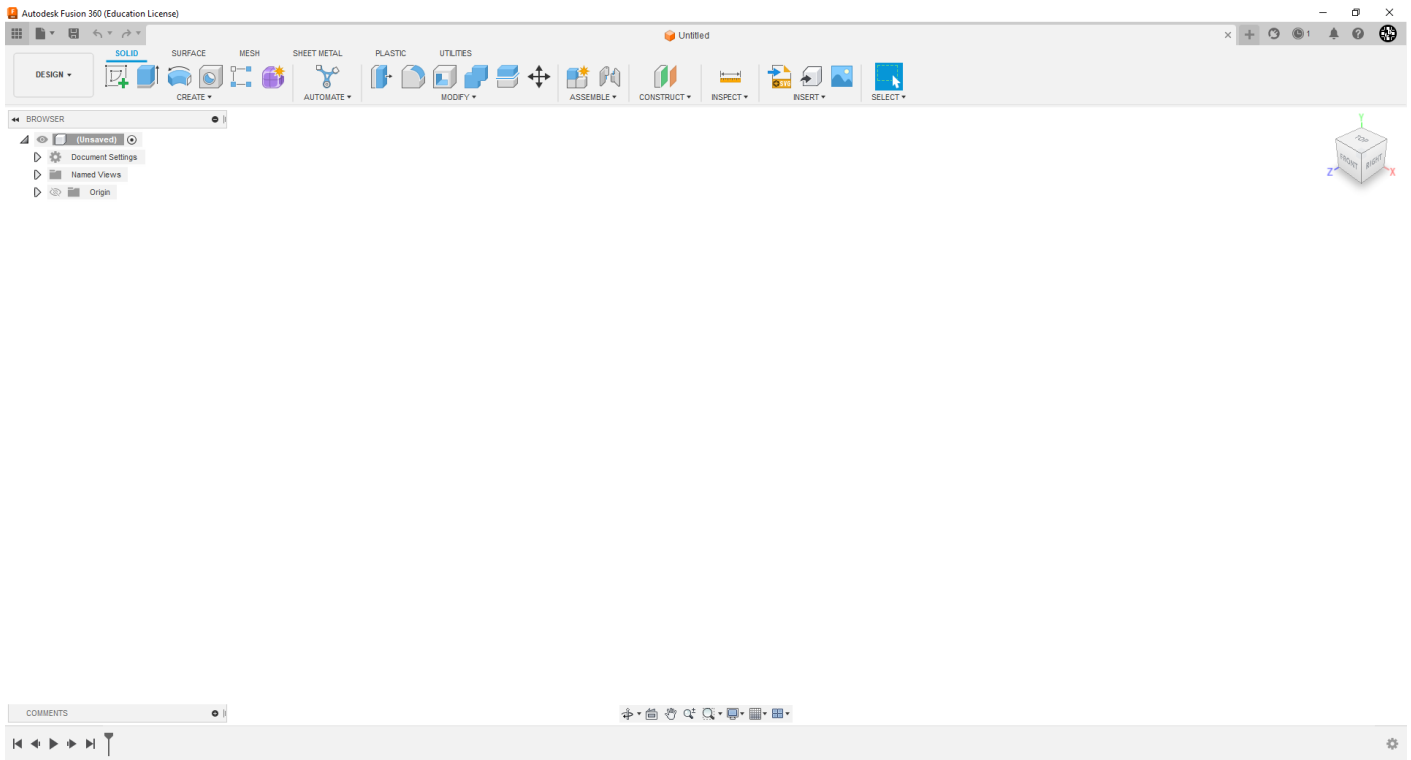 Autodesk Fusion 360 (Education License)
Untitled
1
SOLID SURFACE MESH SHEET METAL PLASTIC UTILITIES
DESIGN
CREATE AUTOMATE MODIFY ASSEMBLE CONSTRUCT INSPECT INSERT SELECT
BROWSER
(Unsaved)
Document Settings
Named Views
Origin
Y
TOP
FRONT RIGHT
Z X
COMMENTS